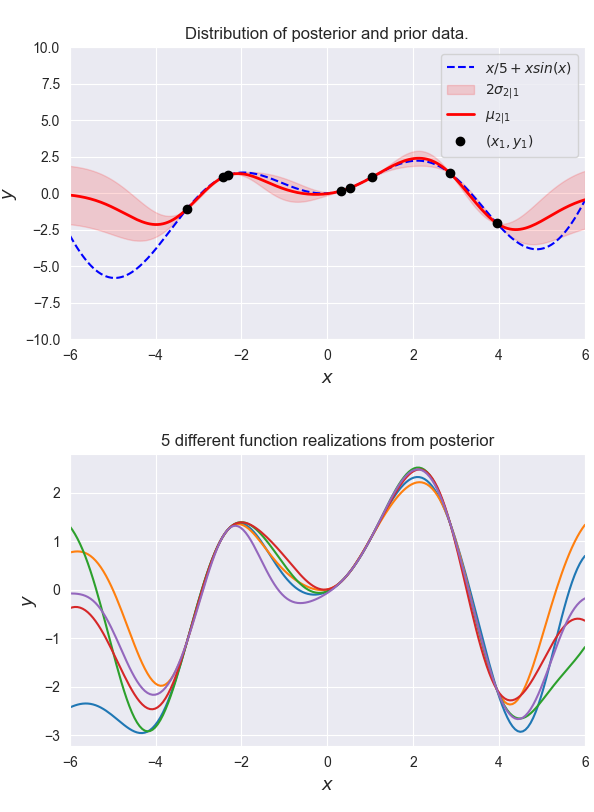 Distribution of posterior and prior data.
10.0
7.5
5.0
2.5
0.0
−2.5
−5.0
−7.5
−10.0
y
x/5 + xsin(x)
2σ2|1
μ2|1
(x1, y1)
−6 −4 −2 0 2 4 6
x
5 different function realizations from posterior
2
1
0
−1
−2
−3
y
−6 −4 −2 0 2 4 6
x